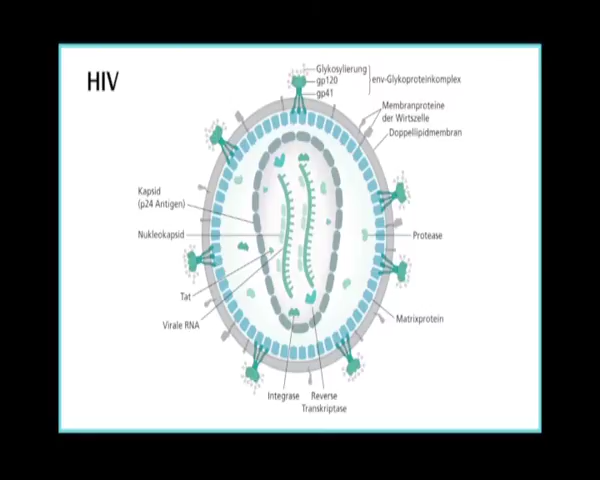 HIV
Glykosylierung
gp120
gp41
env-Glykoproteinkomplex
Membranproteine
der Wirtszelle
Doppellipidmembran
Kapsid
(p24 Antigen)
Nukleokapsid
Protease
Tat
Virale RNA
Matrixprotein
Integrase
Reverse
Transkriptase